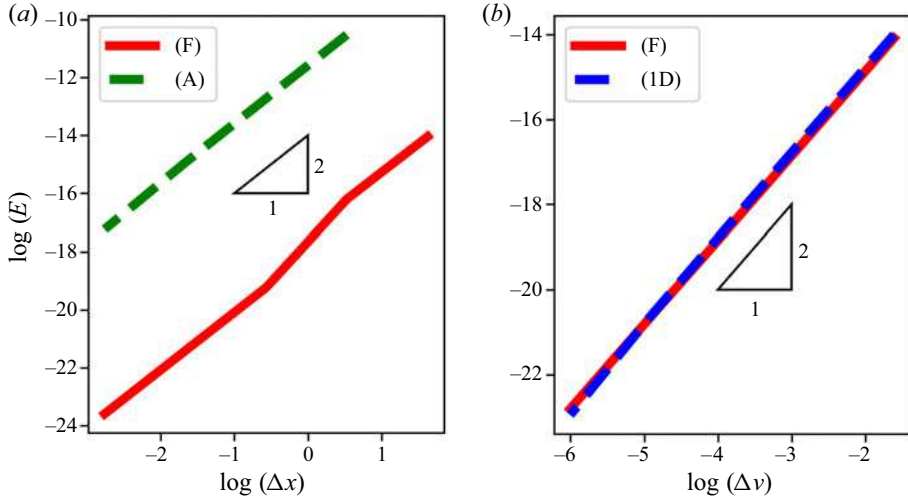 (a)
–10
–12
–14
–16
–18
–20
–22
–24
log (E)
(F)
(A)
2
1
–2
–1
0
1
log (Δx)
(b)
–14
–16
–18
–20
–22
(F)
(1D)
2
1
–6
–5
–4
–3
–2
log (Δv)